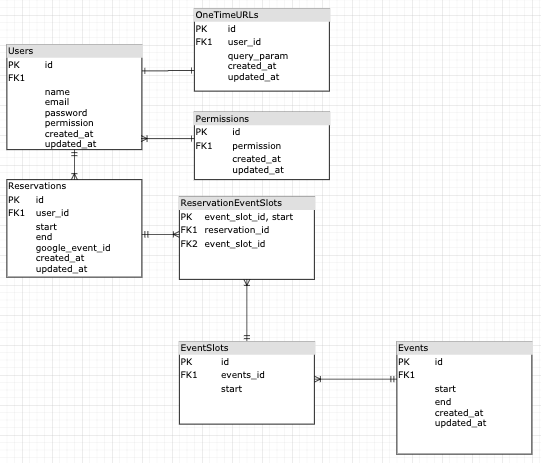 OneTimeURLs
PK id
FK1 user_id
query_param
created_at
updated_at
Users
PK id
FK1
name
email
password
permission
created_at
updated_at
Permissions
PK id
FK1 permission
created_at
updated_at
Reservations
PK id
FK1 user_id
start
end
google_event_id
created_at
updated_at
ReservationEventSlots
PK event_slot_id, start
FK1 reservation_id
FK2 event_slot_id
EventSlots
PK id
FK1 events_id
start
Events
PK id
FK1
start
end
created_at
updated_at